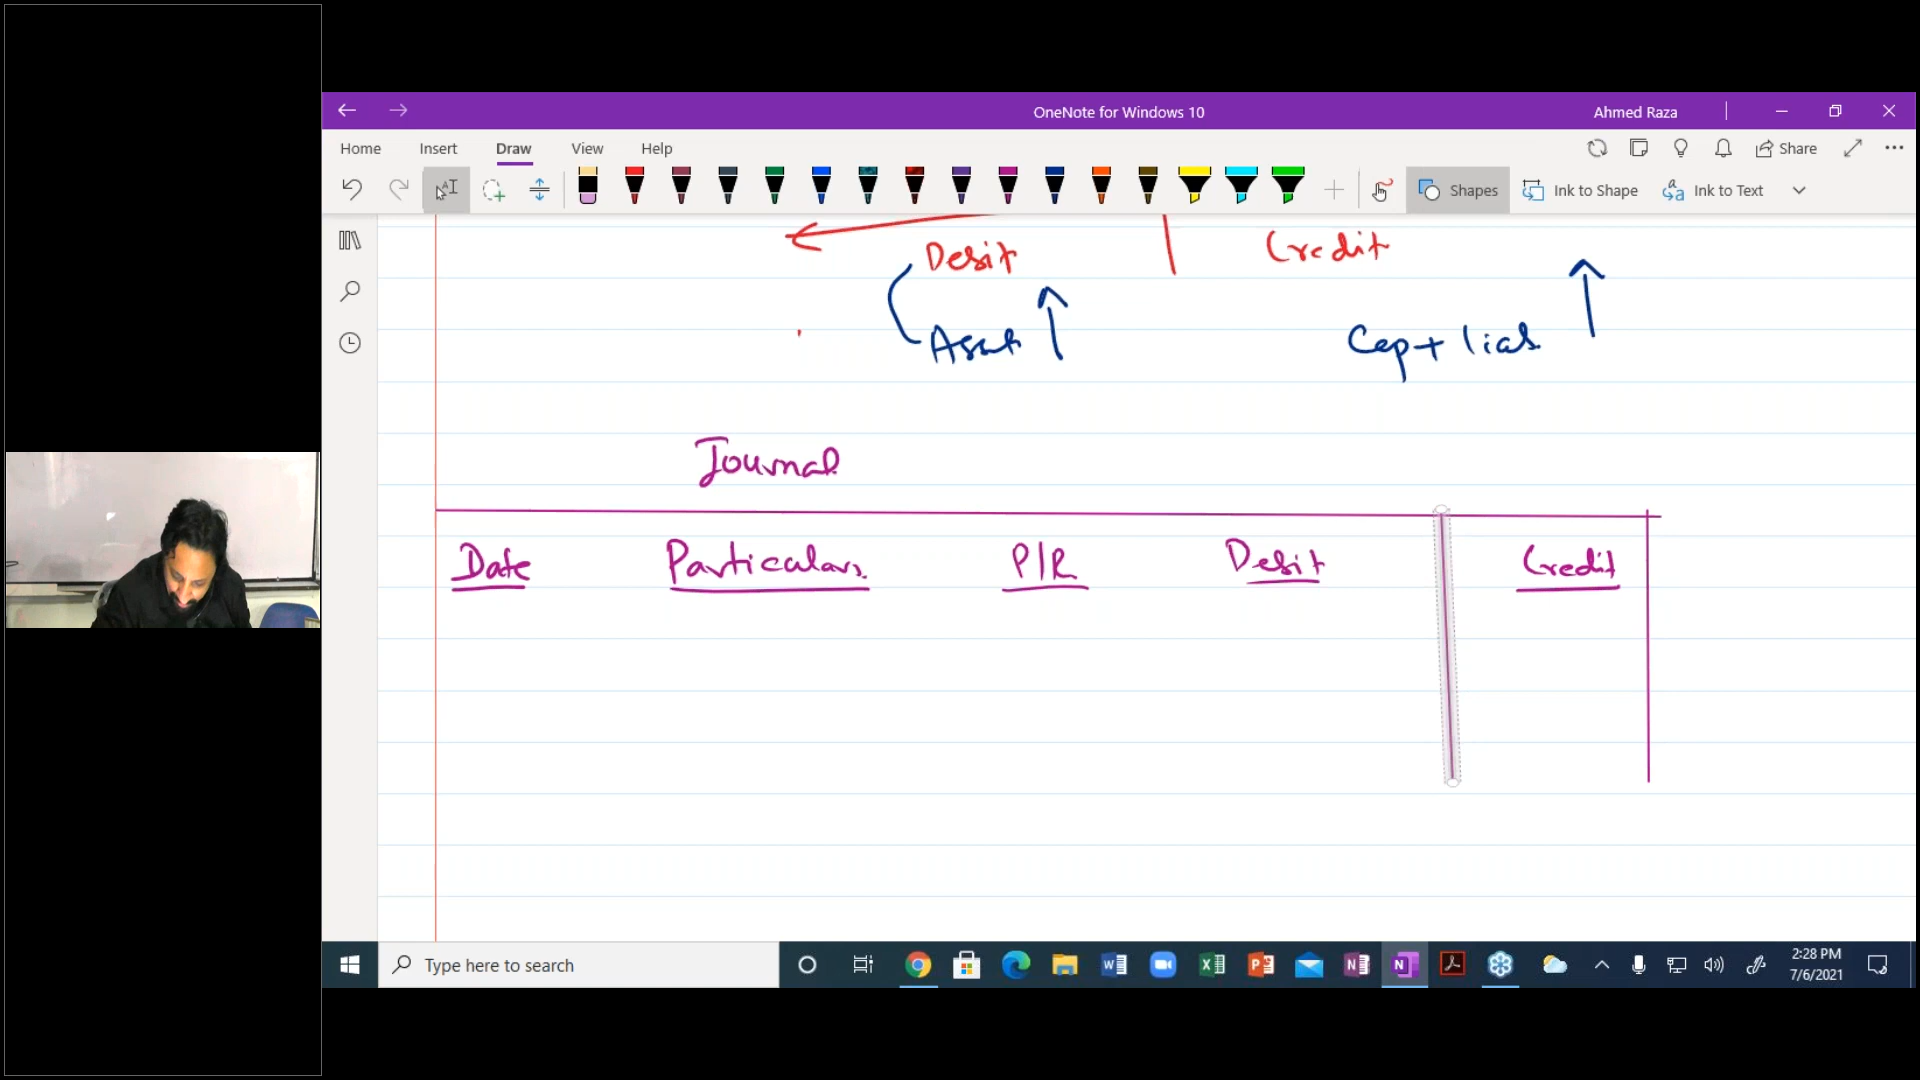 OneNote for Windows 10 Ahmed Raza
Home Insert Draw View Help Share
Shapes Ink to Shape Ink to Text
Debit Credit
Asset Cap + liab
Journal
Date Particulars P/R Debit Credit
Type here to search
2:28 PM
7/6/2021